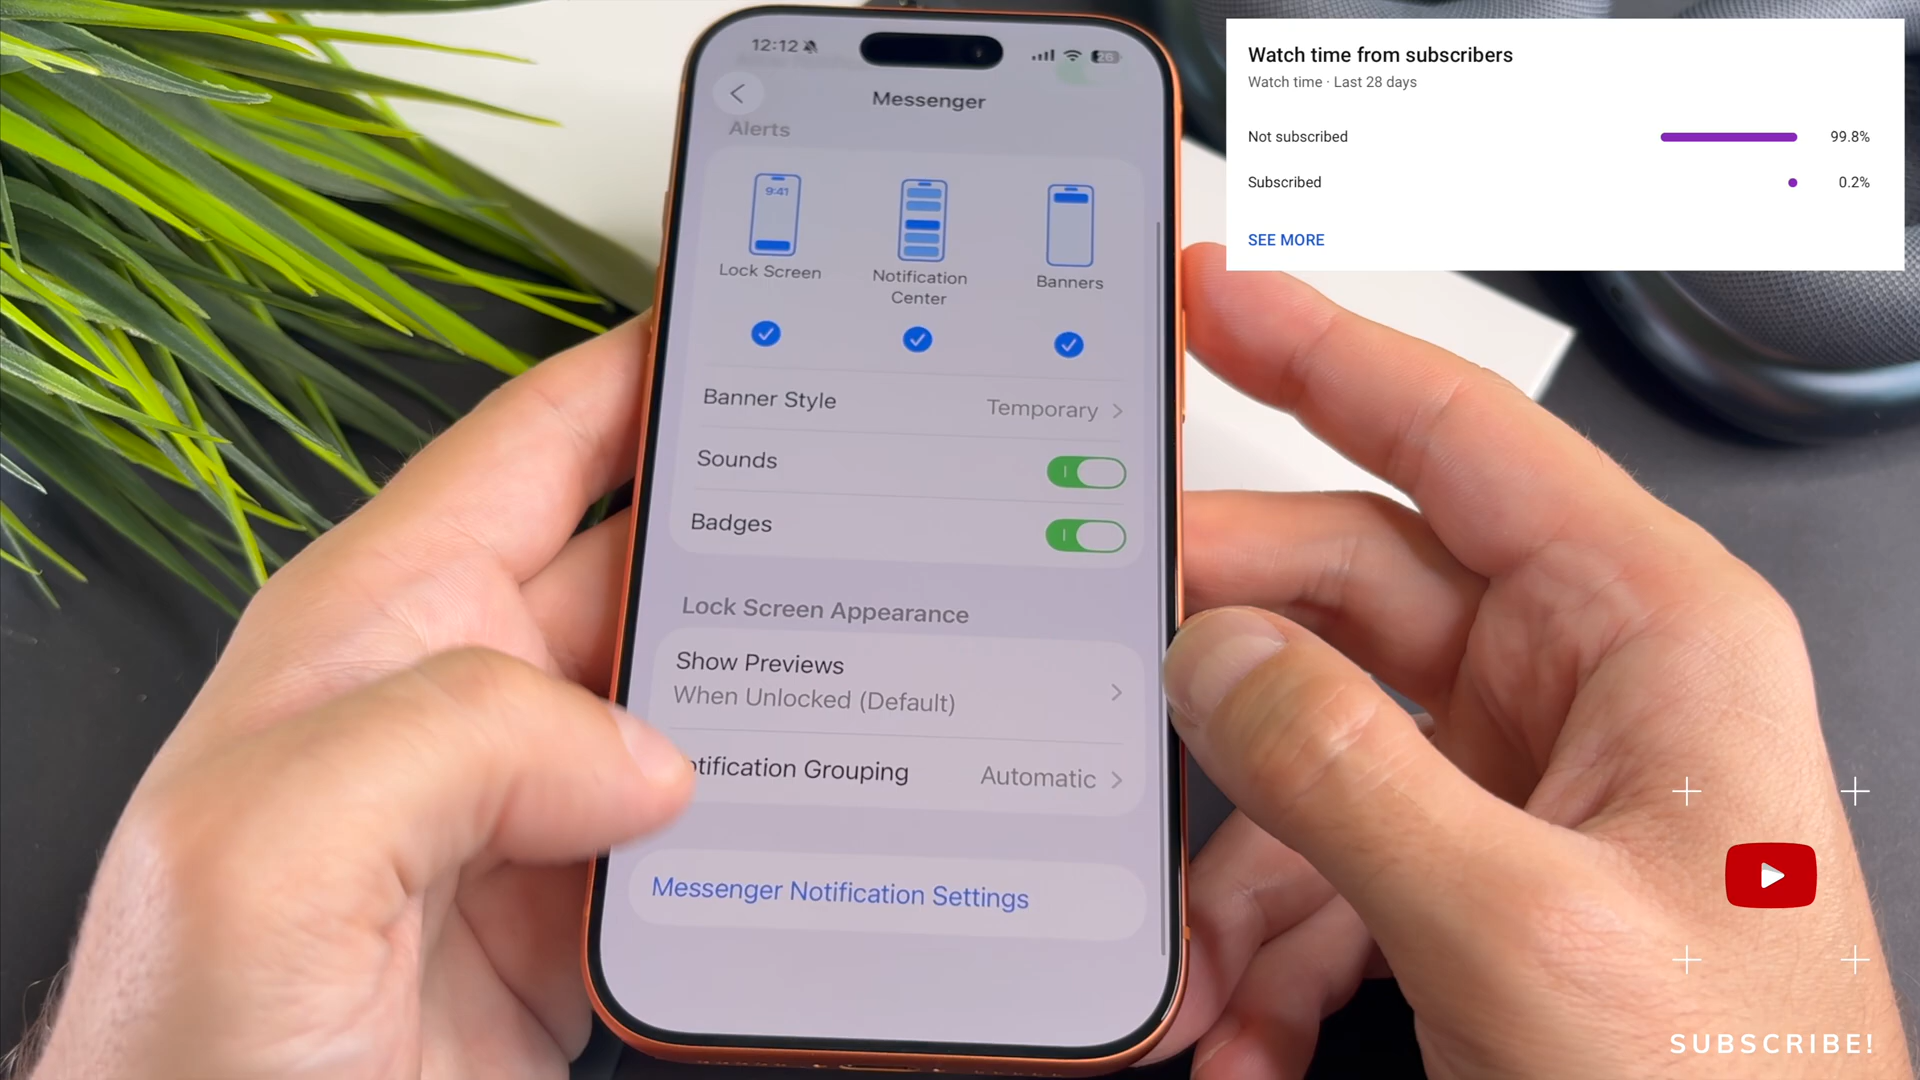 12:12
26
Messenger
Alerts
9:41
Lock Screen
Notification
Center
Banners
Banner Style
Temporary
Sounds
Badges
Lock Screen Appearance
Show Previews
When Unlocked (Default)
otification Grouping
Automatic
Messenger Notification Settings
Watch time from subscribers
Watch time · Last 28 days
Not subscribed
99.8%
Subscribed
0.2%
SEE MORE
SUBSCRIBE!